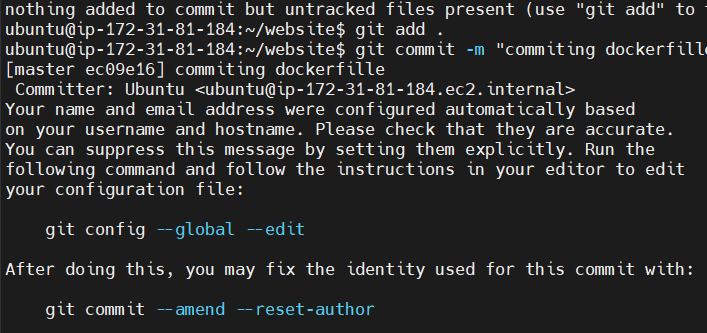 nothing added to commit but untracked files present (use "git add" to
ubuntu@ip-172-31-81-184:~/website$ git add .
ubuntu@ip-172-31-81-184:~/website$ git commit -m "commiting dockerfille
[master ec09e16] commiting dockerfille
 Committer: Ubuntu <ubuntu@ip-172-31-81-184.ec2.internal>
Your name and email address were configured automatically based
on your username and hostname. Please check that they are accurate.
You can suppress this message by setting them explicitly. Run the
following command and follow the instructions in your editor to edit
your configuration file:
    git config --global --edit
After doing this, you may fix the identity used for this commit with:
    git commit --amend --reset-author